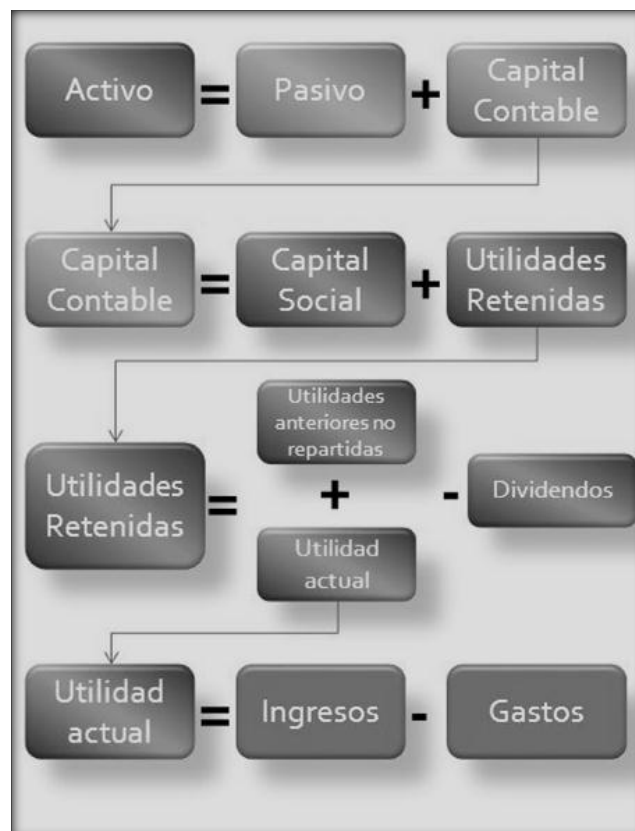 Activo = Pasivo + Capital
Contable
Capital
Contable = Capital
Social + Utilidades
Retenidas
Utilidades
Retenidas =
Utilidades
anteriores no
repartidas
+
Utilidad
actual
- Dividendos
Utilidad
actual = Ingresos - Gastos